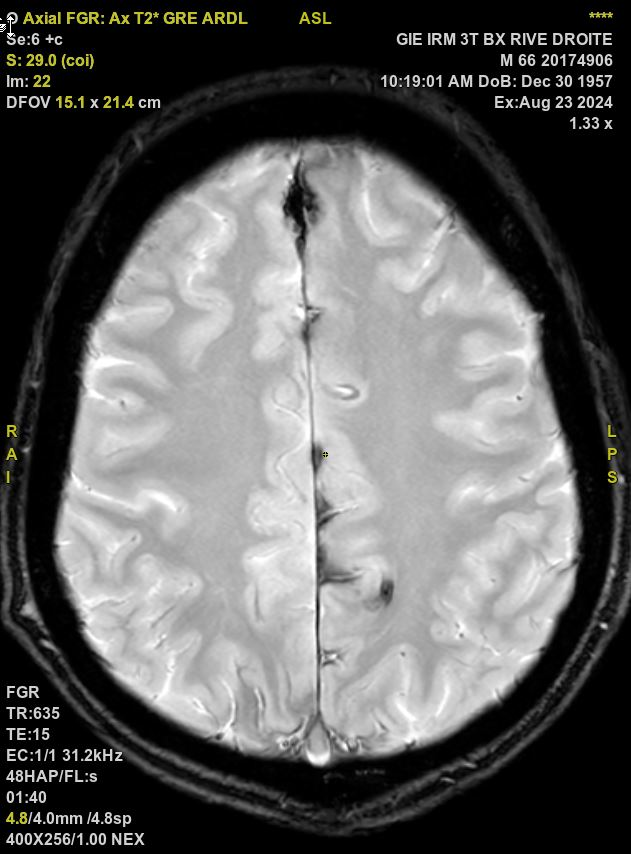 Axial FGR: Ax T2* GRE ARDL
ASL
****
Se:6 +c
GIE IRM 3T BX RIVE DROITE
S: 29.0 (coi)
M 66 20174906
Im: 22
10:19:01 AM DoB: Dec 30 1957
DFOV 15.1 x 21.4 cm
Ex:Aug 23 2024
1.33 x
R
A
I
L
P
S
FGR
TR:635
TE:15
EC:1/1 31.2kHz
48HAP/FL:s
01:40
4.8/4.0mm /4.8sp
400X256/1.00 NEX